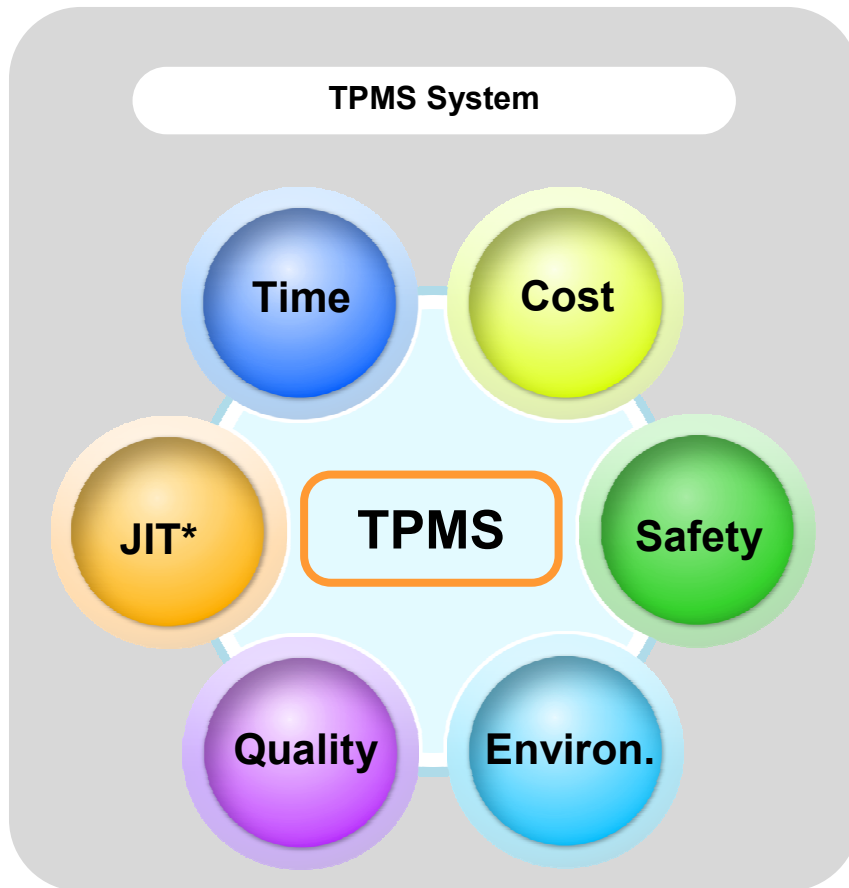 TPMS System
Time
Cost
JIT*
TPMS
Safety
Quality
Environ.